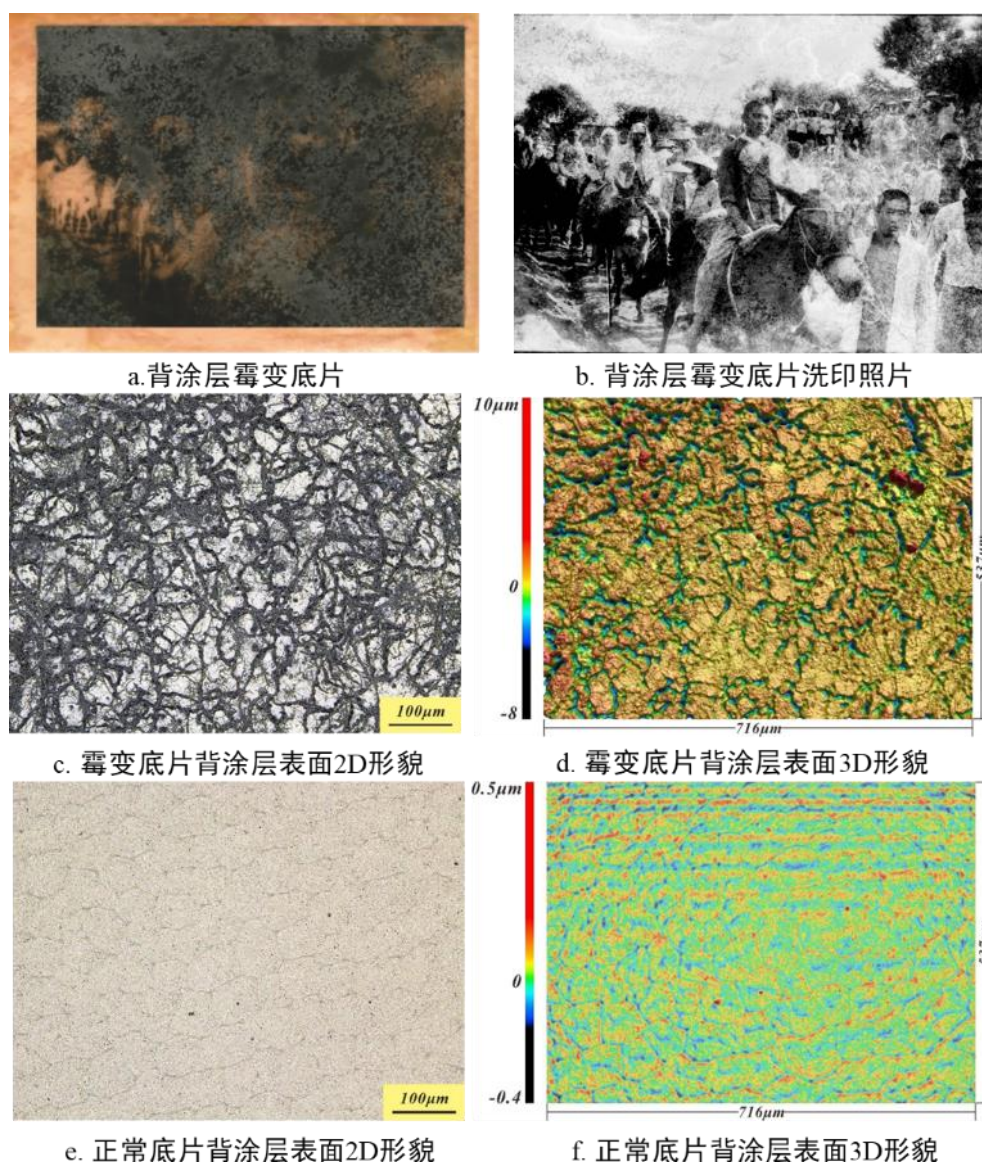 a.背涂层霉变底片
b. 背涂层霉变底片洗印照片
10μm
0
-8
100μm
716μm
c. 霉变底片背涂层表面2D形貌
d. 霉变底片背涂层表面3D形貌
0.5μm
0
-0.4
100μm
716μm
e. 正常底片背涂层表面2D形貌
f. 正常底片背涂层表面3D形貌